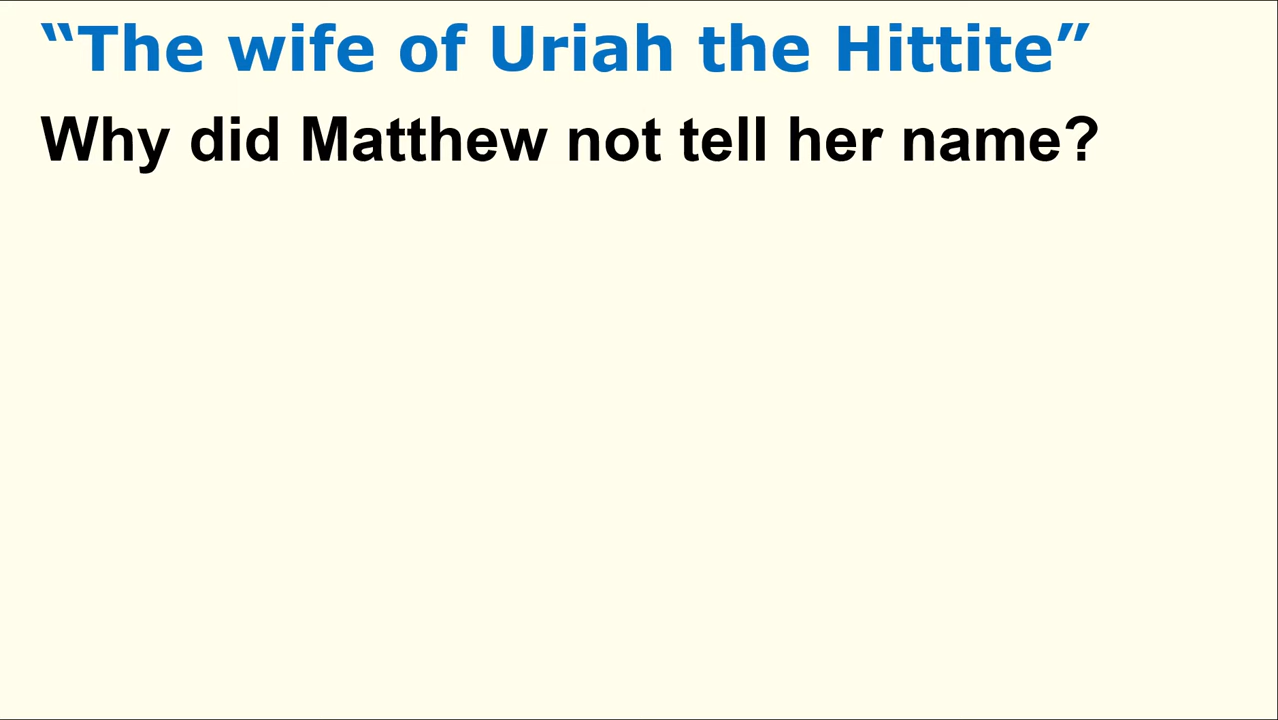 “The wife of Uriah the Hittite”
Why did Matthew not tell her name?